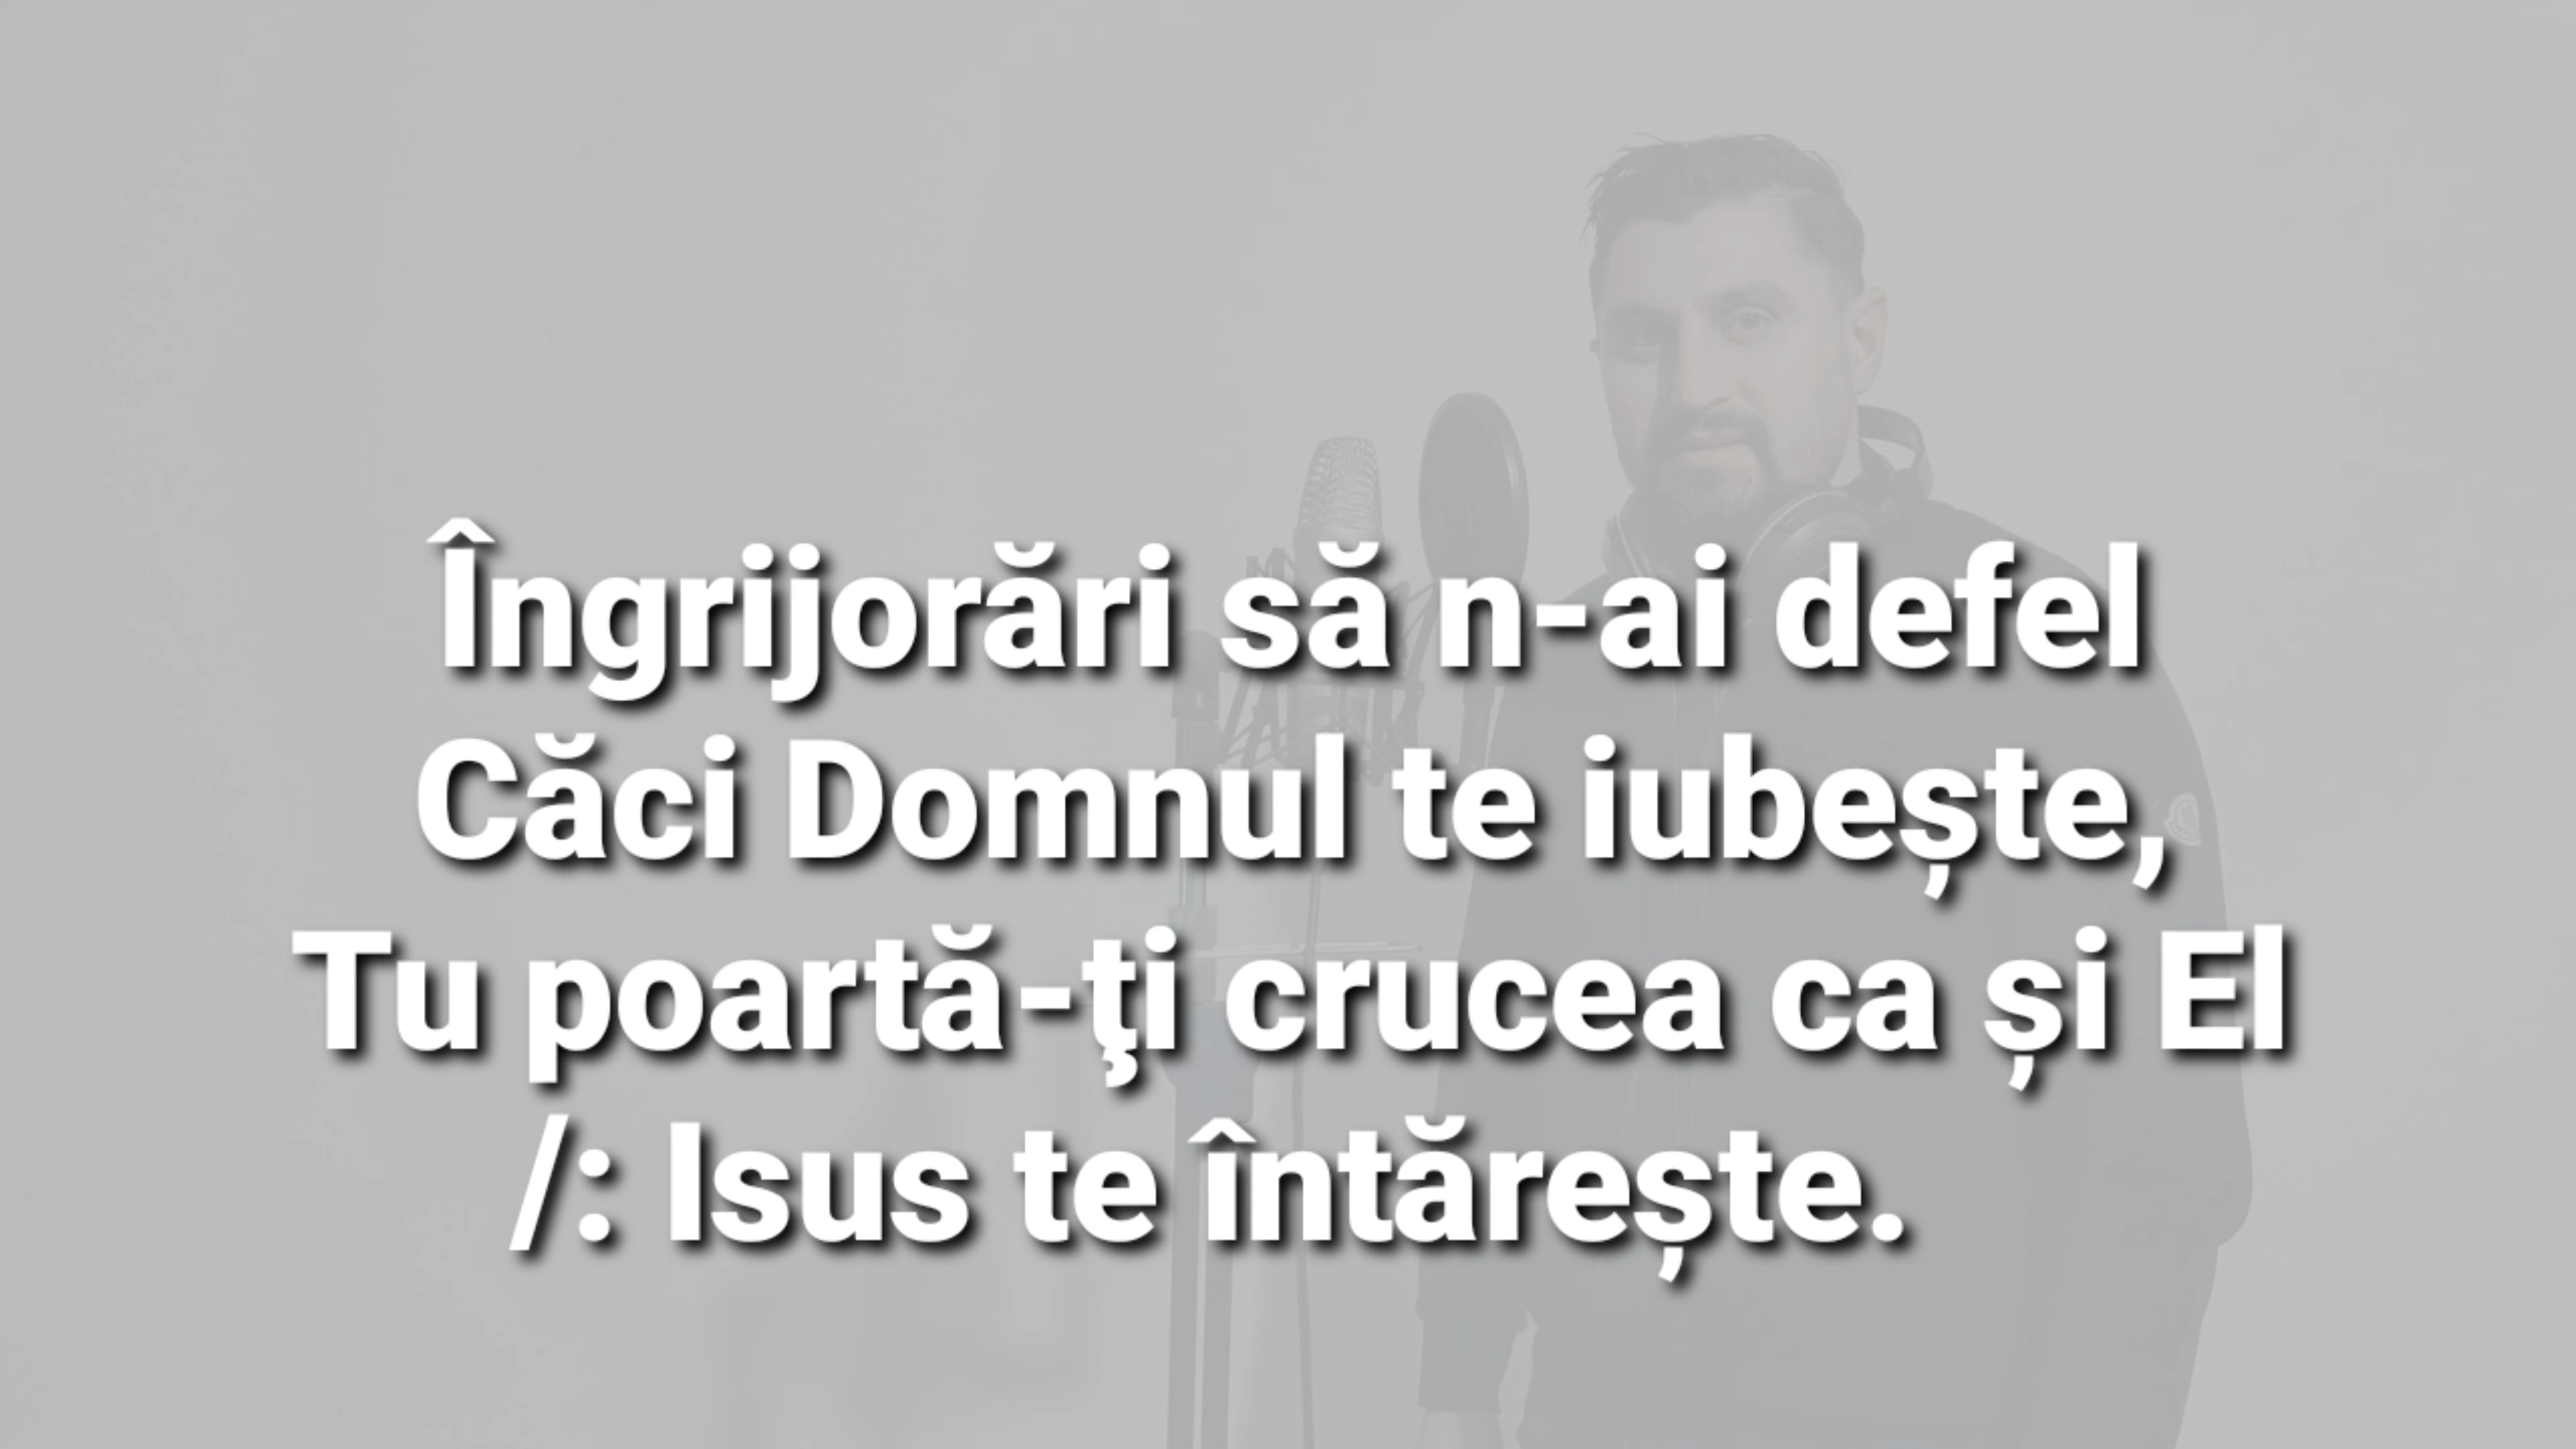 Îngrijorări să n-ai defel
Căci Domnul te iubește,
Tu poartă-ţi crucea ca și El
/: Isus te întărește.